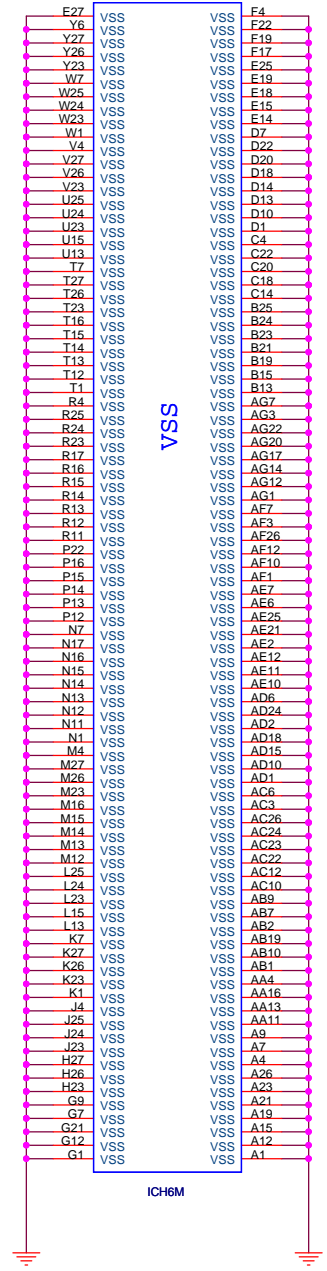 E27 VSS VSS F4
Y6 VSS VSS F22
Y27 VSS VSS F19
Y26 VSS VSS F17
Y23 VSS VSS E25
W7 VSS VSS E19
W25 VSS VSS E18
W24 VSS VSS E15
W23 VSS VSS E14
W1 VSS VSS D7
V4 VSS VSS D22
V27 VSS VSS D20
V26 VSS VSS D18
V23 VSS VSS D14
U25 VSS VSS D13
U24 VSS VSS D10
U23 VSS VSS D1
U15 VSS VSS C4
U13 VSS VSS C22
T7 VSS VSS C20
T27 VSS VSS C18
T26 VSS VSS C14
T23 VSS VSS B25
T16 VSS VSS B24
T15 VSS VSS B23
T14 VSS VSS B21
T13 VSS VSS B19
T12 VSS VSS B15
T1 VSS VSS B13
R4 VSS VSS AG7
R25 VSS VSS AG3
VSS
R24 VSS VSS AG22
R23 VSS VSS AG20
R17 VSS VSS AG17
R16 VSS VSS AG14
R15 VSS VSS AG12
R14 VSS VSS AG1
R13 VSS VSS AF7
R12 VSS VSS AF3
R11 VSS VSS AF26
P22 VSS VSS AF12
P16 VSS VSS AF10
P15 VSS VSS AF1
P14 VSS VSS AE7
P13 VSS VSS AE6
P12 VSS VSS AE25
N7 VSS VSS AE21
N17 VSS VSS AE2
N16 VSS VSS AE12
N15 VSS VSS AE11
N14 VSS VSS AE10
N13 VSS VSS AD6
N12 VSS VSS AD24
N11 VSS VSS AD2
N1 VSS VSS AD18
M4 VSS VSS AD15
M27 VSS VSS AD10
M26 VSS VSS AD1
M23 VSS VSS AC6
M16 VSS VSS AC3
M15 VSS VSS AC26
M14 VSS VSS AC24
M13 VSS VSS AC23
M12 VSS VSS AC22
L25 VSS VSS AC12
L24 VSS VSS AC10
L23 VSS VSS AB9
L15 VSS VSS AB7
L13 VSS VSS AB2
K7 VSS VSS AB19
K27 VSS VSS AB10
K26 VSS VSS AB1
K23 VSS VSS AA4
K1 VSS VSS AA16
J4 VSS VSS AA13
J25 VSS VSS AA11
J24 VSS VSS A9
J23 VSS VSS A7
H27 VSS VSS A4
H26 VSS VSS A26
H23 VSS VSS A23
G9 VSS VSS A21
G7 VSS VSS A19
G21 VSS VSS A15
G12 VSS VSS A12
G1 VSS VSS A1
ICH6M